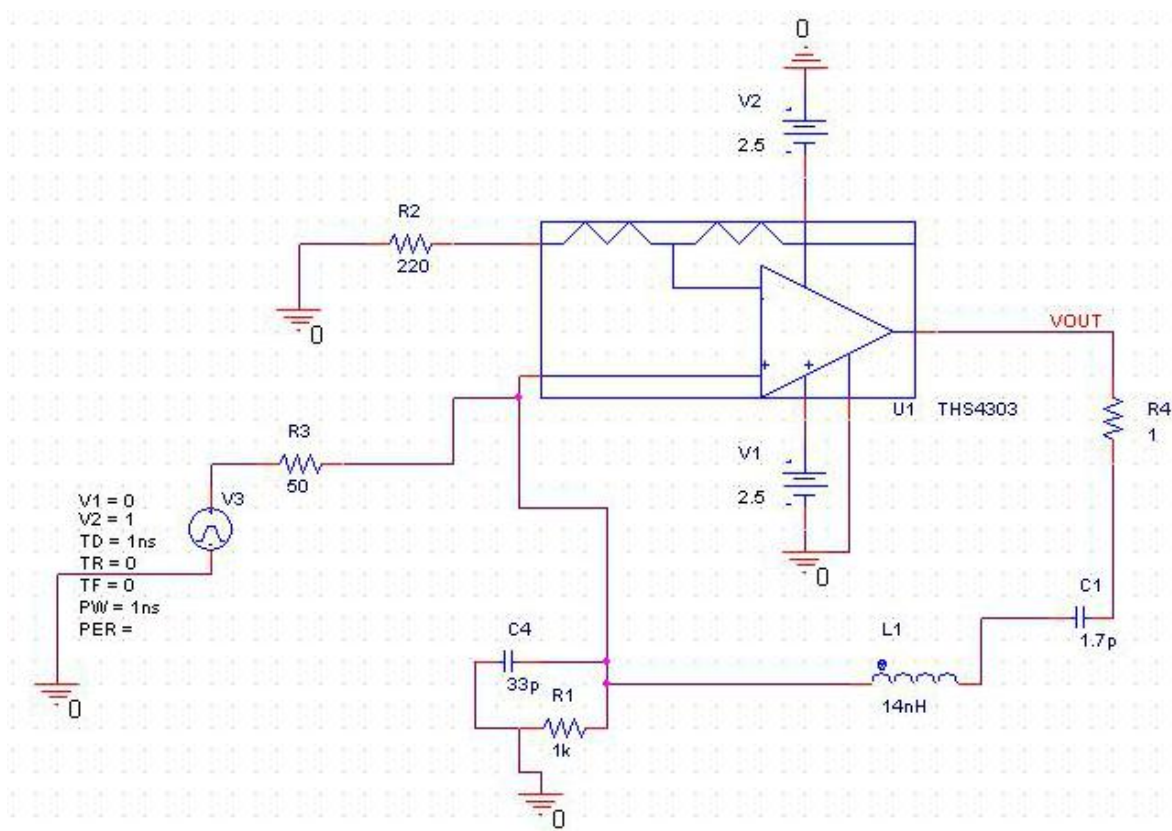 0
V2
2.5
R2
220
0
VOUT
U1 THS4303
R4
1
R3
50
V3
V1 = 0
V2 = 1
TD = 1ns
TR = 0
TF = 0
PW = 1ns
PER =
V1
2.5
0
C1
1.7p
L1
14nH
C4
33p
R1
1k
0
0